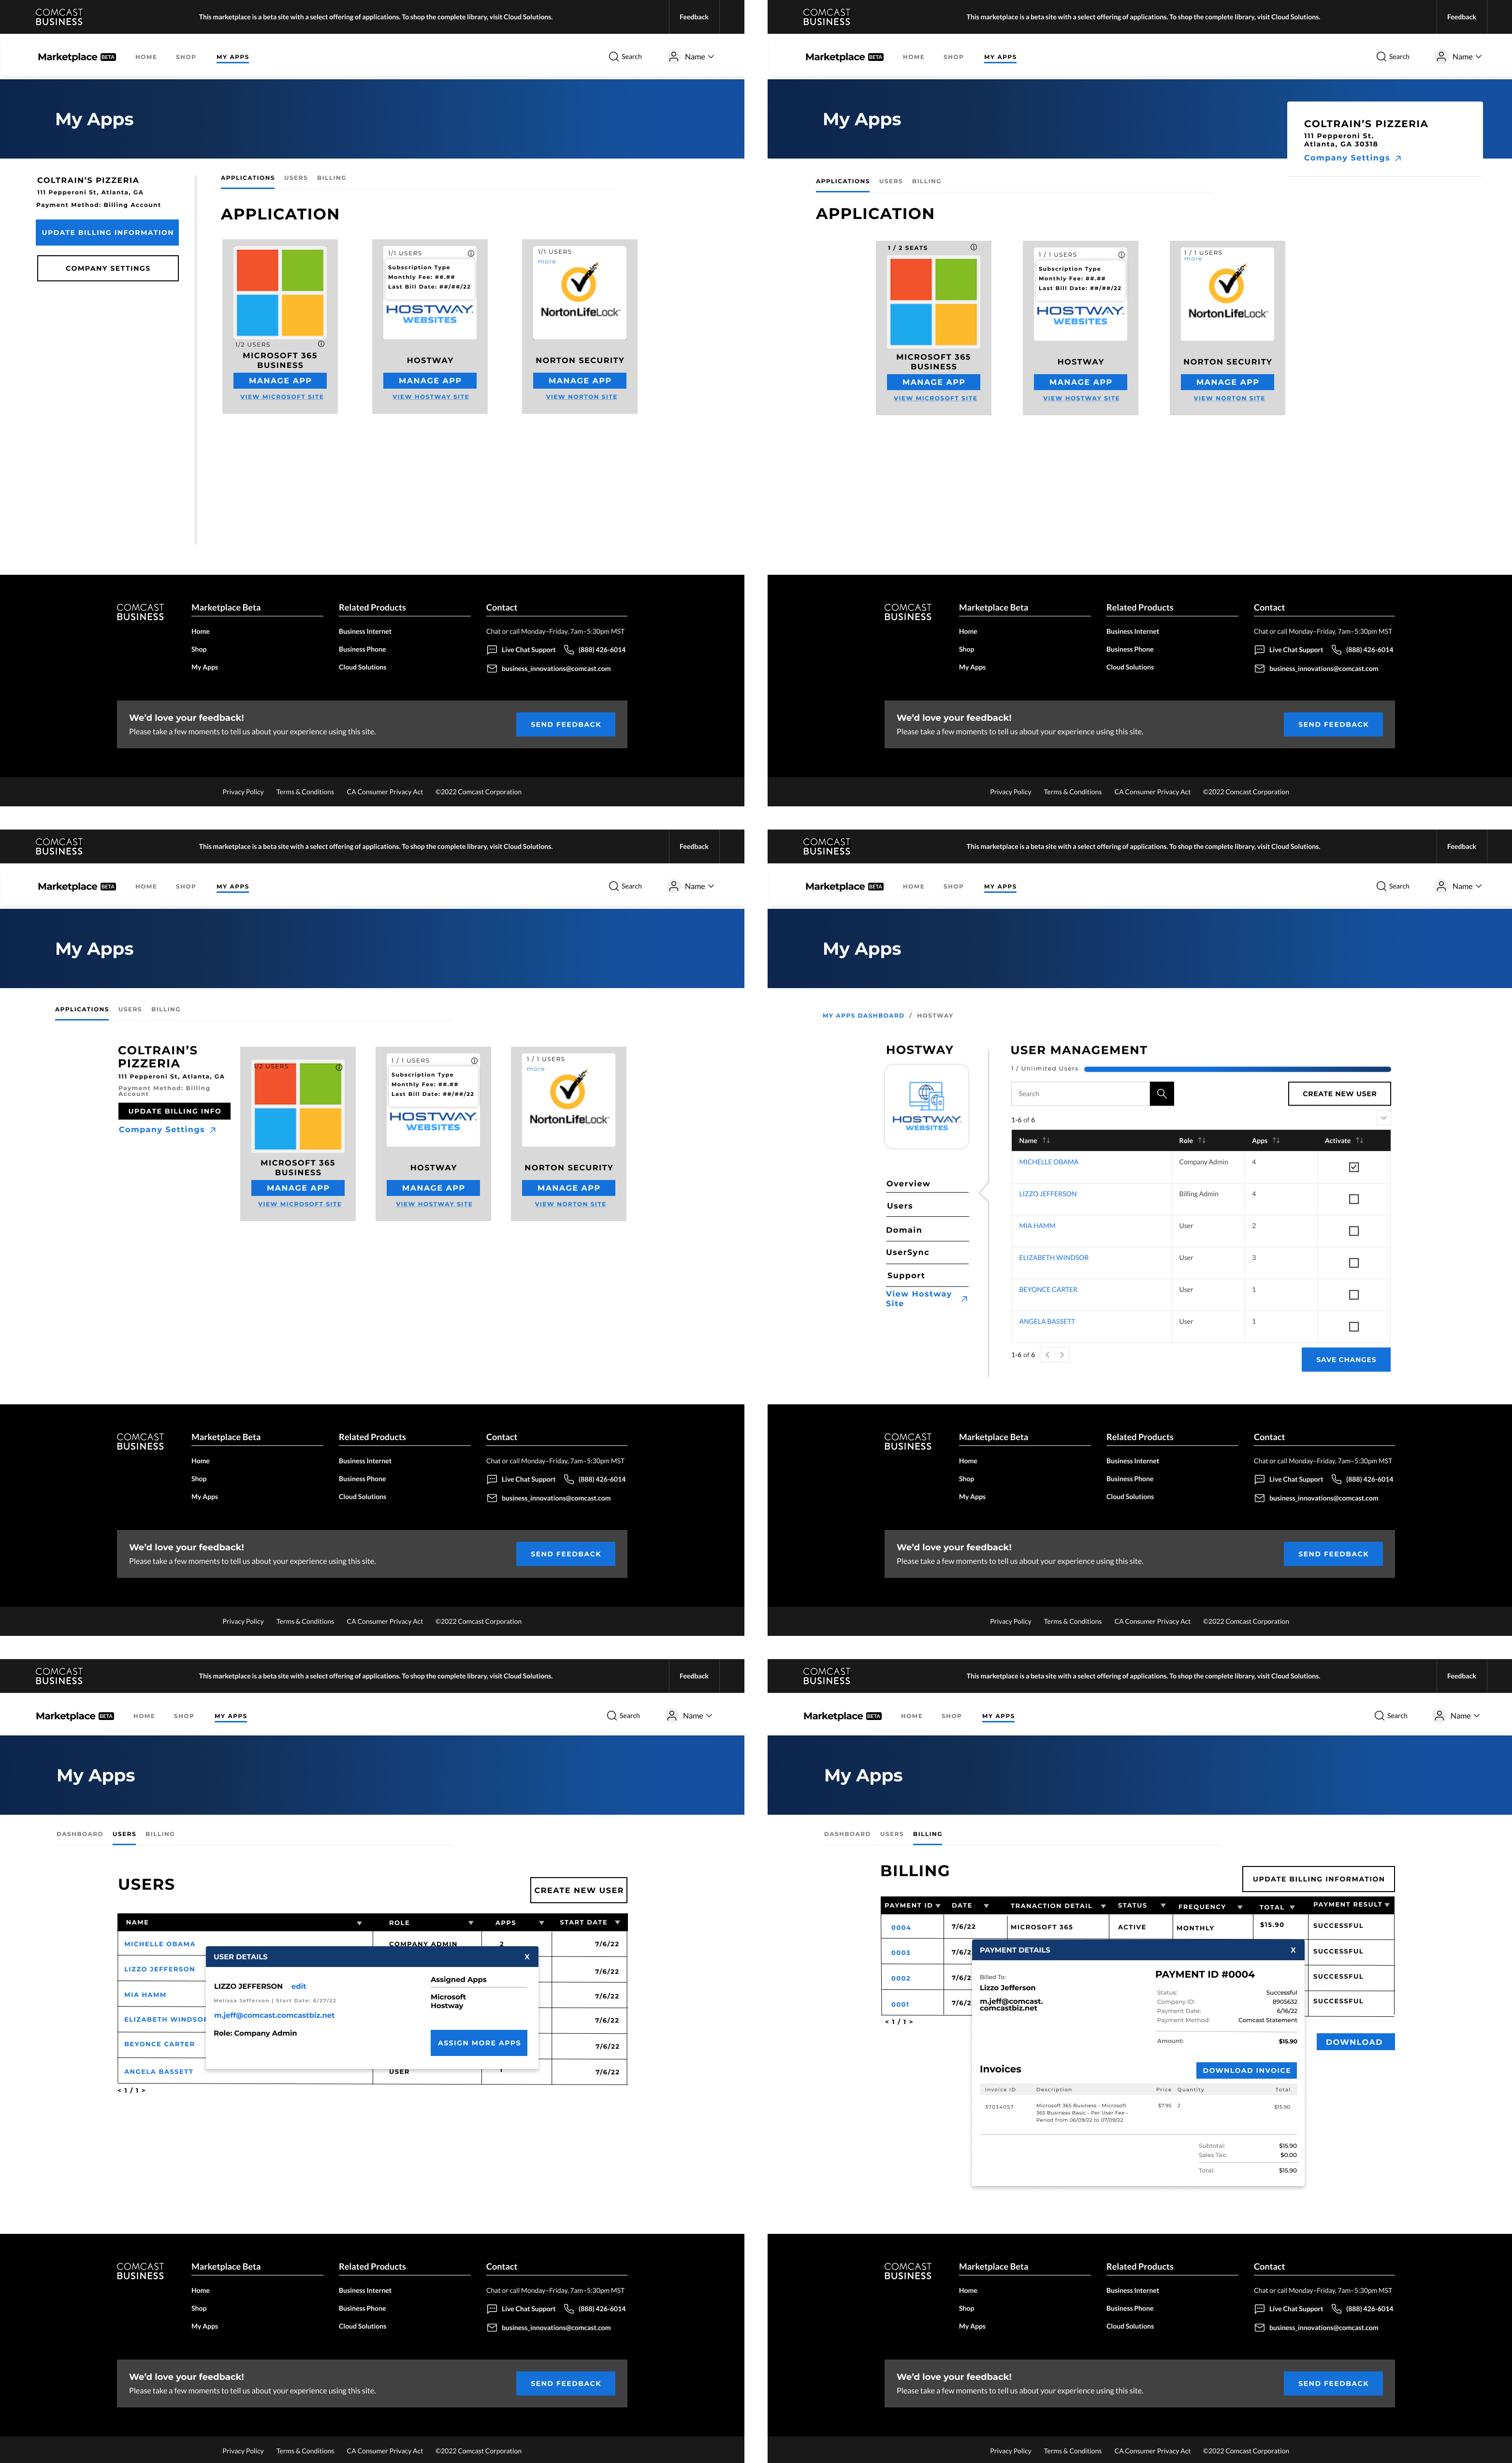 COMCAST
BUSINESS
This marketplace is a beta site with a select offering of applications. To shop the complete library, visit Cloud Solutions.
Feedback
Marketplace BETA
HOME
SHOP
MY APPS
Search
Name
My Apps
COLTRAIN'S PIZZERIA
111 Pepperoni St, Atlanta, GA
Payment Method: Billing Account
UPDATE BILLING INFORMATION
COMPANY SETTINGS
APPLICATIONS
USERS
BILLING
APPLICATION
1/2 USERS
MICROSOFT 365
BUSINESS
MANAGE APP
VIEW MICROSOFT SITE
1/1 USERS
Subscription Type
Monthly Fee: ##.##
Last Bill Date: ##/##/22
HOSTWAY
WEBSITES
HOSTWAY
MANAGE APP
VIEW HOSTWAY SITE
1/1 USERS
more
NortonLifeLock
NORTON SECURITY
MANAGE APP
VIEW NORTON SITE
COMCAST
BUSINESS
Marketplace Beta
Home
Shop
My Apps
Related Products
Business Internet
Business Phone
Cloud Solutions
Contact
Chat or call Monday–Friday, 7am–5:30pm MST
Live Chat Support
(888) 426-6014
business_innovations@comcast.com
We'd love your feedback!
Please take a few moments to tell us about your experience using this site.
SEND FEEDBACK
Privacy Policy
Terms & Conditions
CA Consumer Privacy Act
©2022 Comcast Corporation
COMCAST
BUSINESS
This marketplace is a beta site with a select offering of applications. To shop the complete library, visit Cloud Solutions.
Feedback
Marketplace BETA
HOME
SHOP
MY APPS
Search
Name
My Apps
COLTRAIN'S PIZZERIA
111 Pepperoni St.
Atlanta, GA 30318
Company Settings
APPLICATIONS
USERS
BILLING
APPLICATION
1 / 2 SEATS
MICROSOFT 365
BUSINESS
MANAGE APP
VIEW MICROSOFT SITE
1 / 1 USERS
Subscription Type
Monthly Fee: ##.##
Last Bill Date: ##/##/22
HOSTWAY
WEBSITES
HOSTWAY
MANAGE APP
VIEW HOSTWAY SITE
1 / 1 USERS
more
NortonLifeLock
NORTON SECURITY
MANAGE APP
VIEW NORTON SITE
COMCAST
BUSINESS
Marketplace Beta
Home
Shop
My Apps
Related Products
Business Internet
Business Phone
Cloud Solutions
Contact
Chat or call Monday–Friday, 7am–5:30pm MST
Live Chat Support
(888) 426-6014
business_innovations@comcast.com
We'd love your feedback!
Please take a few moments to tell us about your experience using this site.
SEND FEEDBACK
Privacy Policy
Terms & Conditions
CA Consumer Privacy Act
©2022 Comcast Corporation
COMCAST
BUSINESS
This marketplace is a beta site with a select offering of applications. To shop the complete library, visit Cloud Solutions.
Feedback
Marketplace BETA
HOME
SHOP
MY APPS
Search
Name
My Apps
APPLICATIONS
USERS
BILLING
COLTRAIN'S
PIZZERIA
111 Pepperoni St, Atlanta, GA
Payment Method: Billing
Account
UPDATE BILLING INFO
Company Settings
1/2 USERS
MICROSOFT 365
BUSINESS
MANAGE APP
VIEW MICROSOFT SITE
1 / 1 USERS
Subscription Type
Monthly Fee: ##.##
Last Bill Date: ##/##/22
HOSTWAY
WEBSITES
HOSTWAY
MANAGE APP
VIEW HOSTWAY SITE
1 / 1 USERS
more
NortonLifeLock
NORTON SECURITY
MANAGE APP
VIEW NORTON SITE
COMCAST
BUSINESS
Marketplace Beta
Home
Shop
My Apps
Related Products
Business Internet
Business Phone
Cloud Solutions
Contact
Chat or call Monday–Friday, 7am–5:30pm MST
Live Chat Support
(888) 426-6014
business_innovations@comcast.com
We'd love your feedback!
Please take a few moments to tell us about your experience using this site.
SEND FEEDBACK
Privacy Policy
Terms & Conditions
CA Consumer Privacy Act
©2022 Comcast Corporation
COMCAST
BUSINESS
This marketplace is a beta site with a select offering of applications. To shop the complete library, visit Cloud Solutions.
Feedback
Marketplace BETA
HOME
SHOP
MY APPS
Search
Name
My Apps
MY APPS DASHBOARD / HOSTWAY
HOSTWAY
HOSTWAY
WEBSITES
Overview
Users
Domain
UserSync
Support
View Hostway
Site
USER MANAGEMENT
1 / Unlimited Users
Search
CREATE NEW USER
1-6 of 6
Name Role Apps Activate
MICHELLE OBAMA Company Admin 4
LIZZO JEFFERSON Billing Admin 4
MIA HAMM User 2
ELIZABETH WINDSOR User 3
BEYONCE CARTER User 1
ANGELA BASSETT User 1
1-6 of 6
SAVE CHANGES
COMCAST
BUSINESS
Marketplace Beta
Home
Shop
My Apps
Related Products
Business Internet
Business Phone
Cloud Solutions
Contact
Chat or call Monday–Friday, 7am–5:30pm MST
Live Chat Support
(888) 426-6014
business_innovations@comcast.com
We'd love your feedback!
Please take a few moments to tell us about your experience using this site.
SEND FEEDBACK
Privacy Policy
Terms & Conditions
CA Consumer Privacy Act
©2022 Comcast Corporation
COMCAST
BUSINESS
This marketplace is a beta site with a select offering of applications. To shop the complete library, visit Cloud Solutions.
Feedback
Marketplace BETA
HOME
SHOP
MY APPS
Search
Name
My Apps
DASHBOARD
USERS
BILLING
USERS
CREATE NEW USER
NAME ROLE APPS START DATE
MICHELLE OBAMA COMPANY ADMIN 2 7/6/22
LIZZO JEFFERSON 7/6/22
MIA HAMM 7/6/22
ELIZABETH WINDSOR 7/6/22
BEYONCE CARTER 7/6/22
ANGELA BASSETT USER 1 7/6/22
< 1 / 1 >
USER DETAILS X
LIZZO JEFFERSON edit
Melissa Jefferson | Start Date: 6/27/22
m.jeff@comcast.comcastbiz.net
Role: Company Admin
Assigned Apps
Microsoft
Hostway
ASSIGN MORE APPS
COMCAST
BUSINESS
Marketplace Beta
Home
Shop
My Apps
Related Products
Business Internet
Business Phone
Cloud Solutions
Contact
Chat or call Monday–Friday, 7am–5:30pm MST
Live Chat Support
(888) 426-6014
business_innovations@comcast.com
We'd love your feedback!
Please take a few moments to tell us about your experience using this site.
SEND FEEDBACK
Privacy Policy
Terms & Conditions
CA Consumer Privacy Act
©2022 Comcast Corporation
COMCAST
BUSINESS
This marketplace is a beta site with a select offering of applications. To shop the complete library, visit Cloud Solutions.
Feedback
Marketplace BETA
HOME
SHOP
MY APPS
Search
Name
My Apps
DASHBOARD
USERS
BILLING
BILLING
UPDATE BILLING INFORMATION
PAYMENT ID DATE TRANACTION DETAIL STATUS FREQUENCY TOTAL PAYMENT RESULT
0004 7/6/22 MICROSOFT 365 ACTIVE MONTHLY $15.90 SUCCESSFUL
0003 7/6/2 SUCCESSFUL
0002 7/6/2 SUCCESSFUL
0001 7/6/2 SUCCESSFUL
< 1 / 1 >
DOWNLOAD
PAYMENT DETAILS X
Billed To:
Lizzo Jefferson
m.jeff@comcast.
comcastbiz.net
PAYMENT ID #0004
Status: Successful
Company ID: 8905632
Payment Date: 6/16/22
Payment Method: Comcast Statement
Amount: $15.90
Invoices
DOWNLOAD INVOICE
Invoice ID Description Price Quantity Total
37034057 Microsoft 365 Business - Microsoft $7.95 2 $15.90
365 Business Basic - Per User Fee -
Period from 06/09/22 to 07/09/22
Subtotal: $15.90
Sales Tax: $0.00
Total: $15.90
COMCAST
BUSINESS
Marketplace Beta
Home
Shop
My Apps
Related Products
Business Internet
Business Phone
Cloud Solutions
Contact
Chat or call Monday–Friday, 7am–5:30pm MST
Live Chat Support
(888) 426-6014
business_innovations@comcast.com
We'd love your feedback!
Please take a few moments to tell us about your experience using this site.
SEND FEEDBACK
Privacy Policy
Terms & Conditions
CA Consumer Privacy Act
©2022 Comcast Corporation